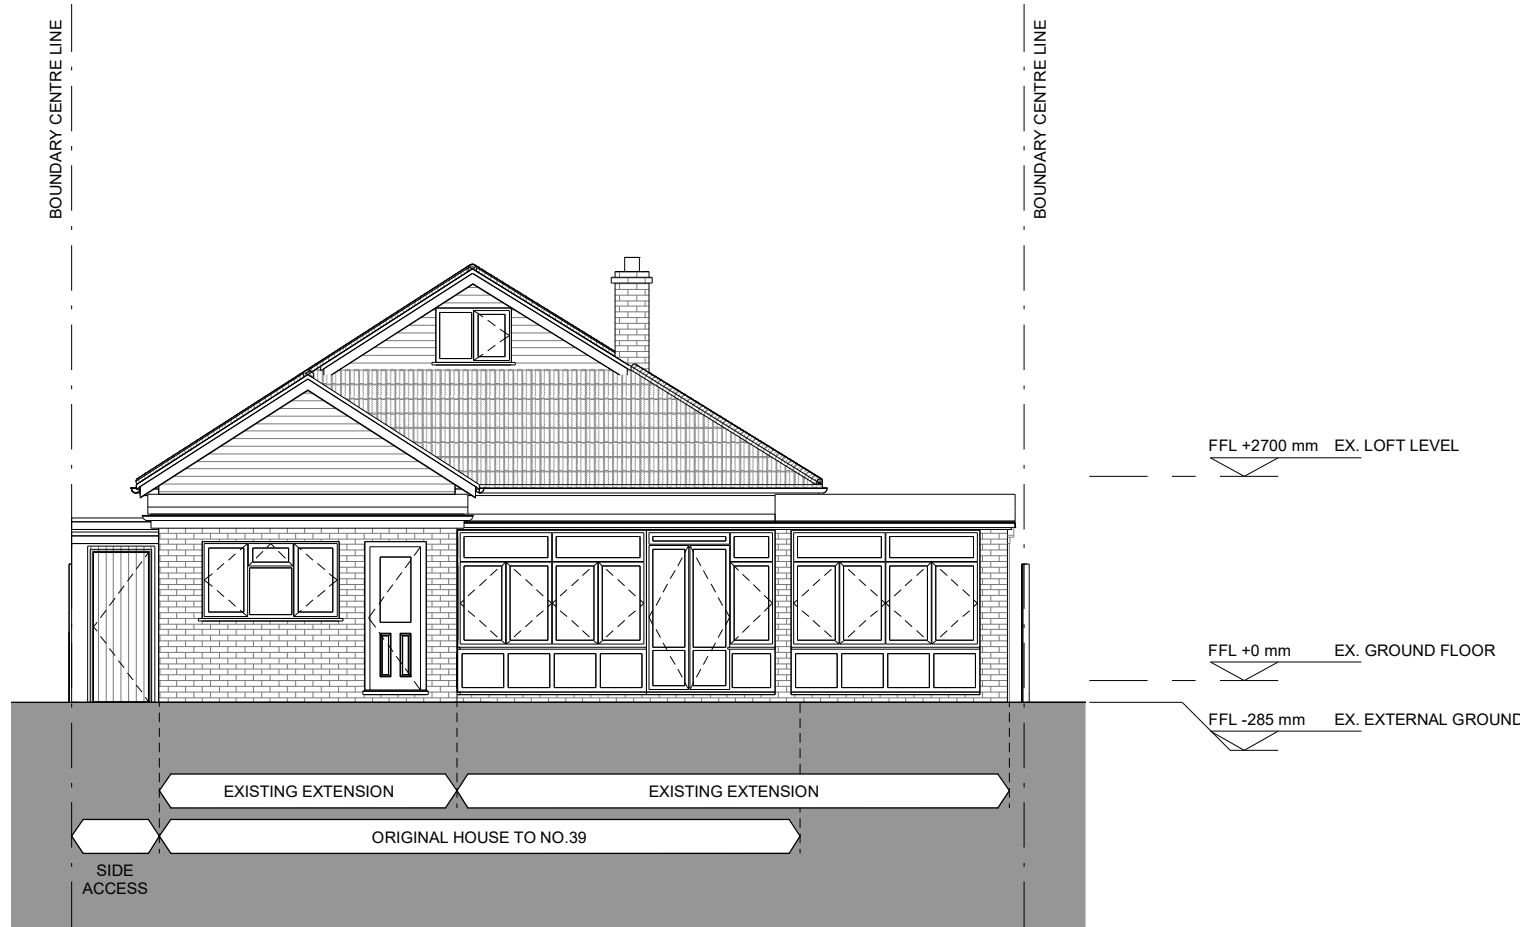 BOUNDARY CENTRE LINE
BOUNDARY CENTRE LINE
FFL +2700 mm EX. LOFT LEVEL
FFL +0 mm EX. GROUND FLOOR
FFL -285 mm EX. EXTERNAL GROUND
EXISTING EXTENSION
EXISTING EXTENSION
ORIGINAL HOUSE TO NO.39
SIDE
ACCESS